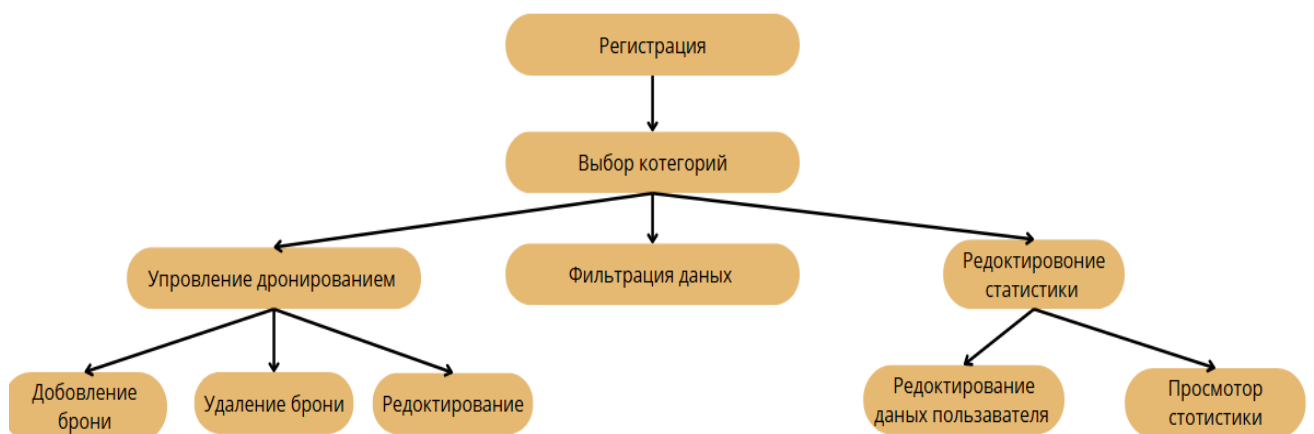 Регистрация
Выбор котегорий
Упровление дронированием
Фильтрация даных
Редоктировоние
статистики
Добовление
брони
Удаление брони
Редоктирование
Редоктирование
даных пользавателя
Просмотор
стотистики